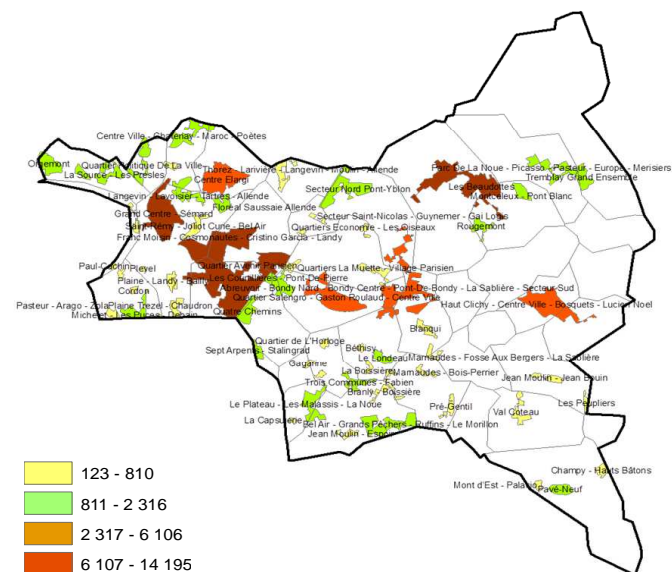 Centre Ville - Chatenay - Maroc - Poètes
Orgemont
Quartier Politique De La Ville
La Source - Les Presles
Thorez - Larivière - Langevin - Moulin - Allende
Centre Elargi
Parc De La Noue - Picasso - Pasteur - Europe - Merisiers
Tremblay Grand Ensemble
Les Beaudottes
Montceleux - Pont Blanc
Secteur Nord Pont-Yblon
Langevin - Lavoisier - Tartres - Allende
Floréal Saussaie Allende
Grand Centre - Sémard
Secteur Saint-Nicolas - Guynemer - Gai Logis
Saint-Rémy - Joliot Curie - Bel Air
Quartiers Economie - Les Oiseaux
Rougemont
Franc Moisin - Cosmonautes - Cristino Garcia - Landy
Quartier Avenir Parisien
Quartiers La Muette - Village Parisien
Paul-Cachin
Pleyel
Plaine - Landy - Bailly
Les Courtillières - Pont-De-Pierre
Cordon
Abreuvoir - Bondy Nord - Bondy Centre - Pont-De-Bondy - La Sablière - Secteur-Sud
Quartier Salengro - Gaston Roulaud - Centre Ville
Haut Clichy - Centre Ville - Bosquets - Lucien Noel
Pasteur - Arago - Zola
Plaine Trezel - Chaudron
Michelet - Les Puces - Debain
Quatre Chemins
Blanqui
Quartier de L'Horloge
Sept Arpents - Stalingrad
Béthisy
Le Londeau
Marnaudes - Fosse Aux Bergers - La Sablière
Gagarine
La Boissière
Marnaudes - Bois-Perrier
Jean Moulin - Jean Bouin
Trois Communes - Fabien
Branly - Boissière
Les Peupliers
Le Plateau - Les Malassis - La Noue
Pré-Gentil
Val Coteau
La Capsulerie
Bel Air - Grands Pêchers - Ruffins - Le Morillon
Jean Moulin - Espoir
Champy - Hauts Bâtons
Mont d'Est - Palacio
Pavé-Neuf
123 - 810
811 - 2 316
2 317 - 6 106
6 107 - 14 195